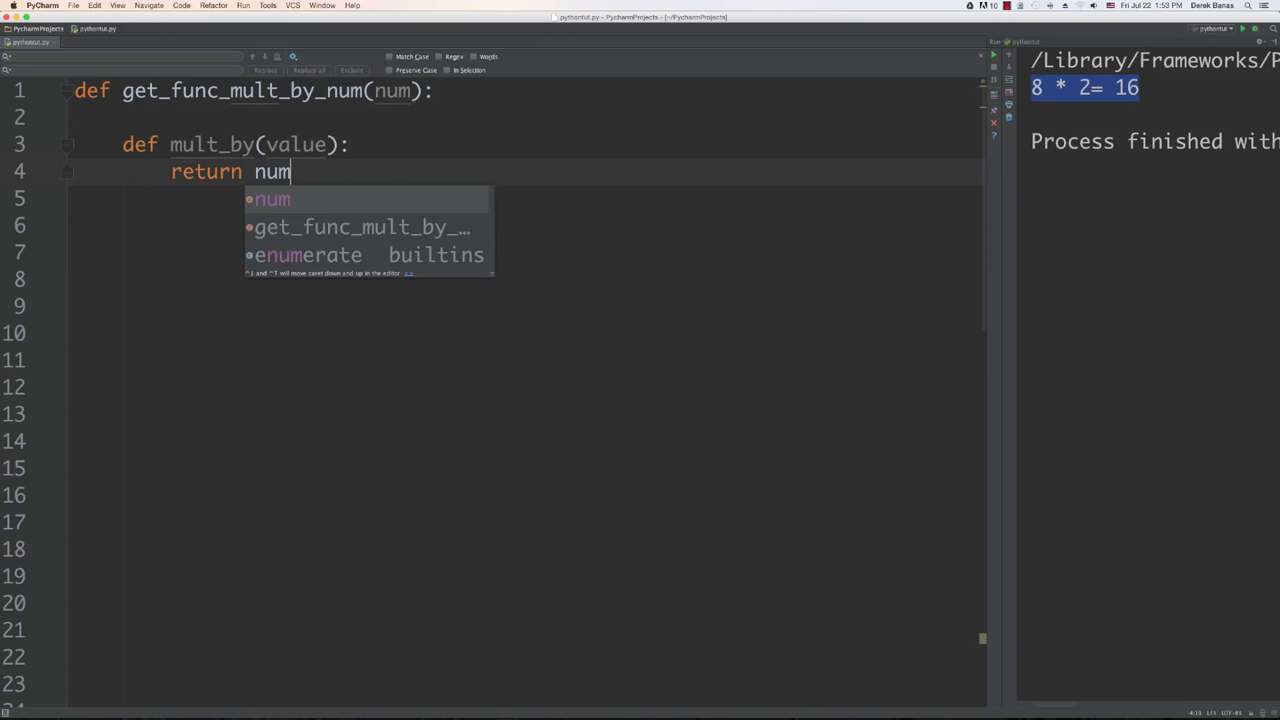 PyCharm File Edit View Navigate Code Refactor Run Tools VCS Window Help 10 Fri Jul 22 1:53 PM Derek Banas
pythontut.py - PycharmProjects - [~/PycharmProjects]
PycharmProjects pythontut.py pythontut
pythontut.py Run pythontut
Match Case Regex Words
Replace Replace all Exclude Preserve Case In Selection
/Library/Frameworks/P
8 * 2= 16
Process finished with
1 def get_func_mult_by_num(num):
2
3 def mult_by(value):
4 return num
5
6
7
8
9
10
11
12
13
14
15
16
17
18
19
20
21
22
23
24
num
get_func_mult_by_…
enumerate builtins
^↓ and ^↑ will move caret down and up in the editor >>
4:19 LF÷ UTF-8÷